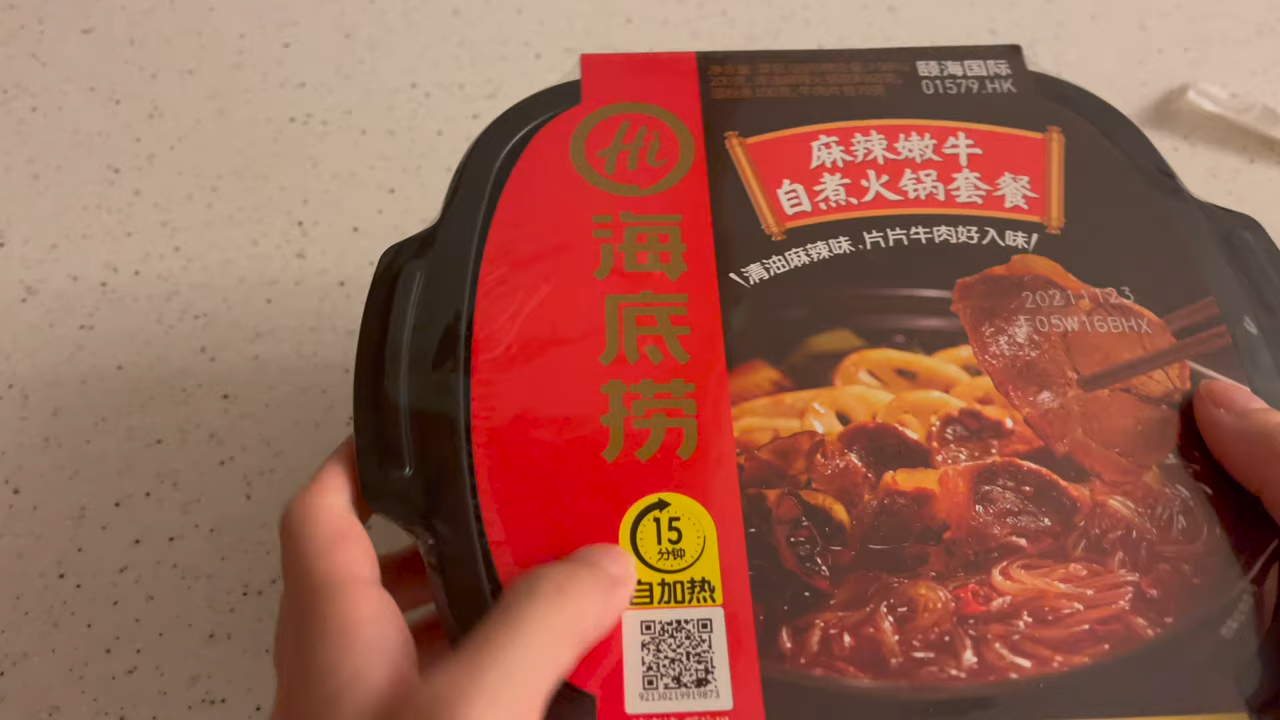 Hi
海底捞
15
分钟
自加热
92130219919873
颐海国际
01579.HK
麻辣嫩牛
自煮火锅套餐
清油麻辣味,片片牛肉好入味!
20211123
F05W16BHX